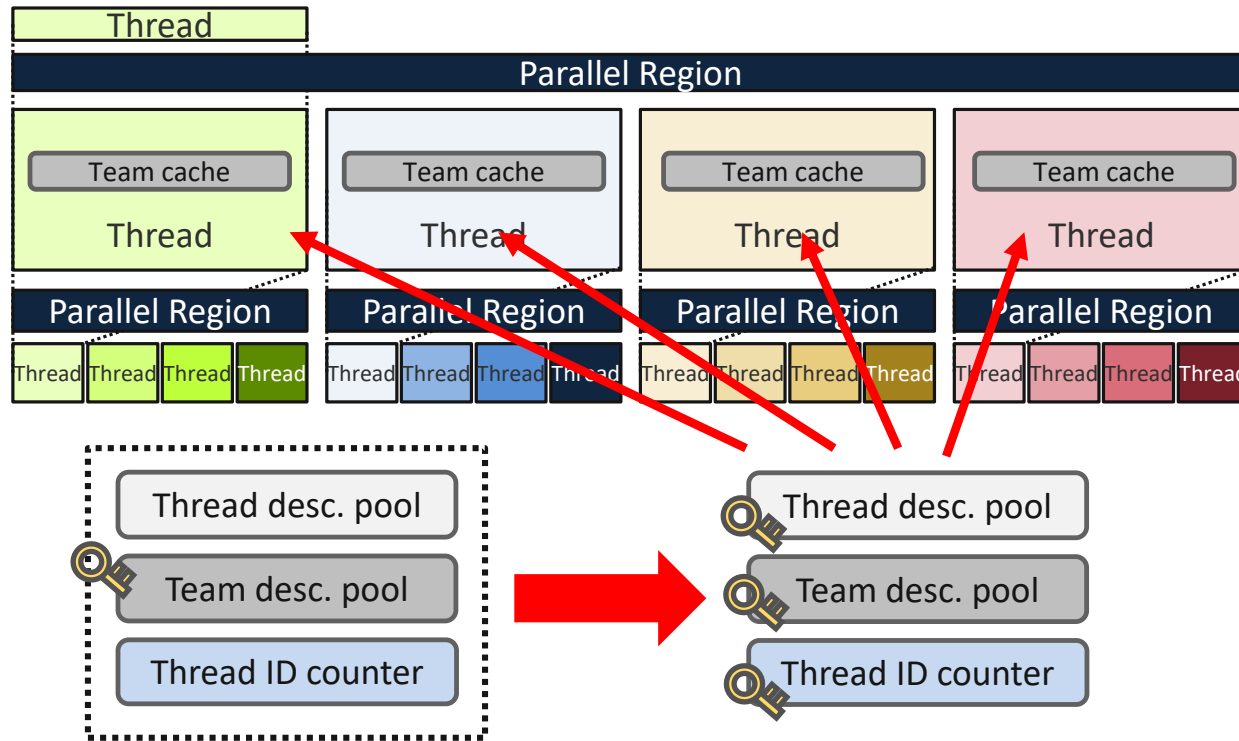 Thread
Parallel Region
Team cache Team cache Team cache Team cache
Thread Thread Thread Thread
Parallel Region Parallel Region Parallel Region Parallel Region
Thread Thread Thread Thread Thread Thread Thread Thread Thread Thread Thread Thread Thread Thread Thread Thread
Thread desc. pool Thread desc. pool
Team desc. pool Team desc. pool
Thread ID counter Thread ID counter